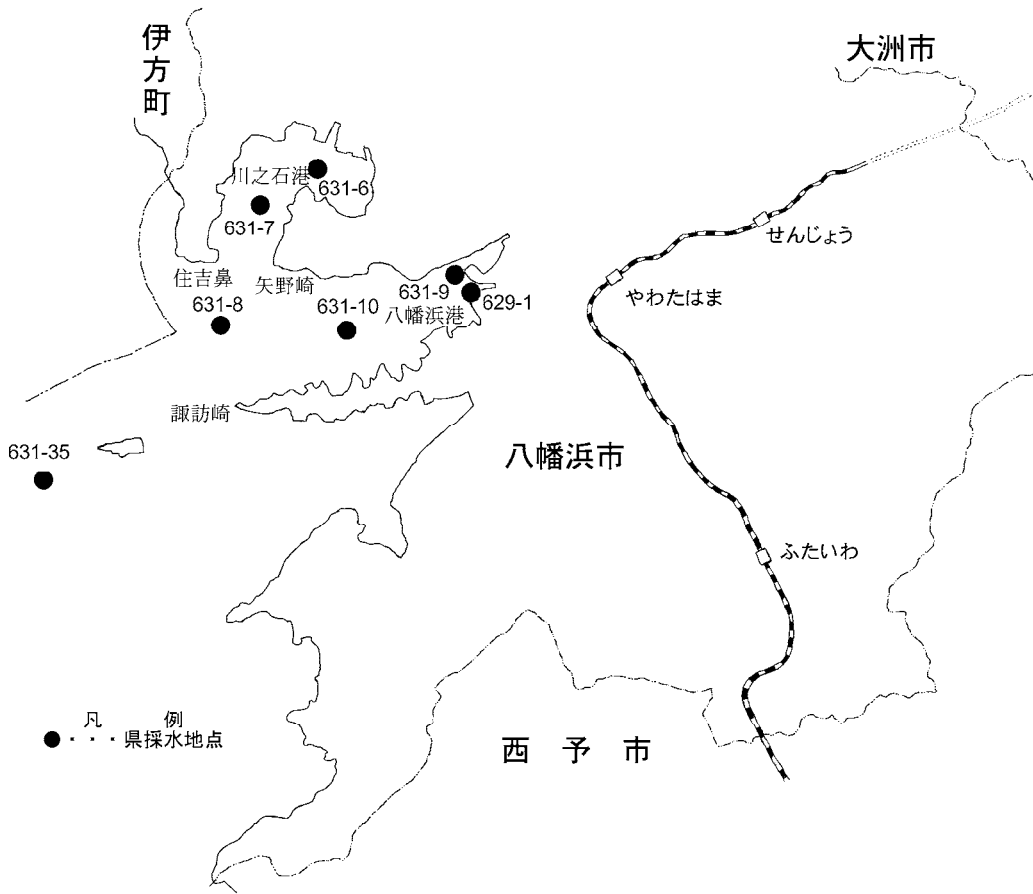 伊方町
大洲市
川之石港
631-6
631-7
せんじょう
住吉鼻
矢野崎
631-9
629-1
やわたはま
631-8
631-10
八幡浜港
諏訪崎
631-35
八幡浜市
ふたいわ
凡 例
●・・・県採水地点
西 予 市